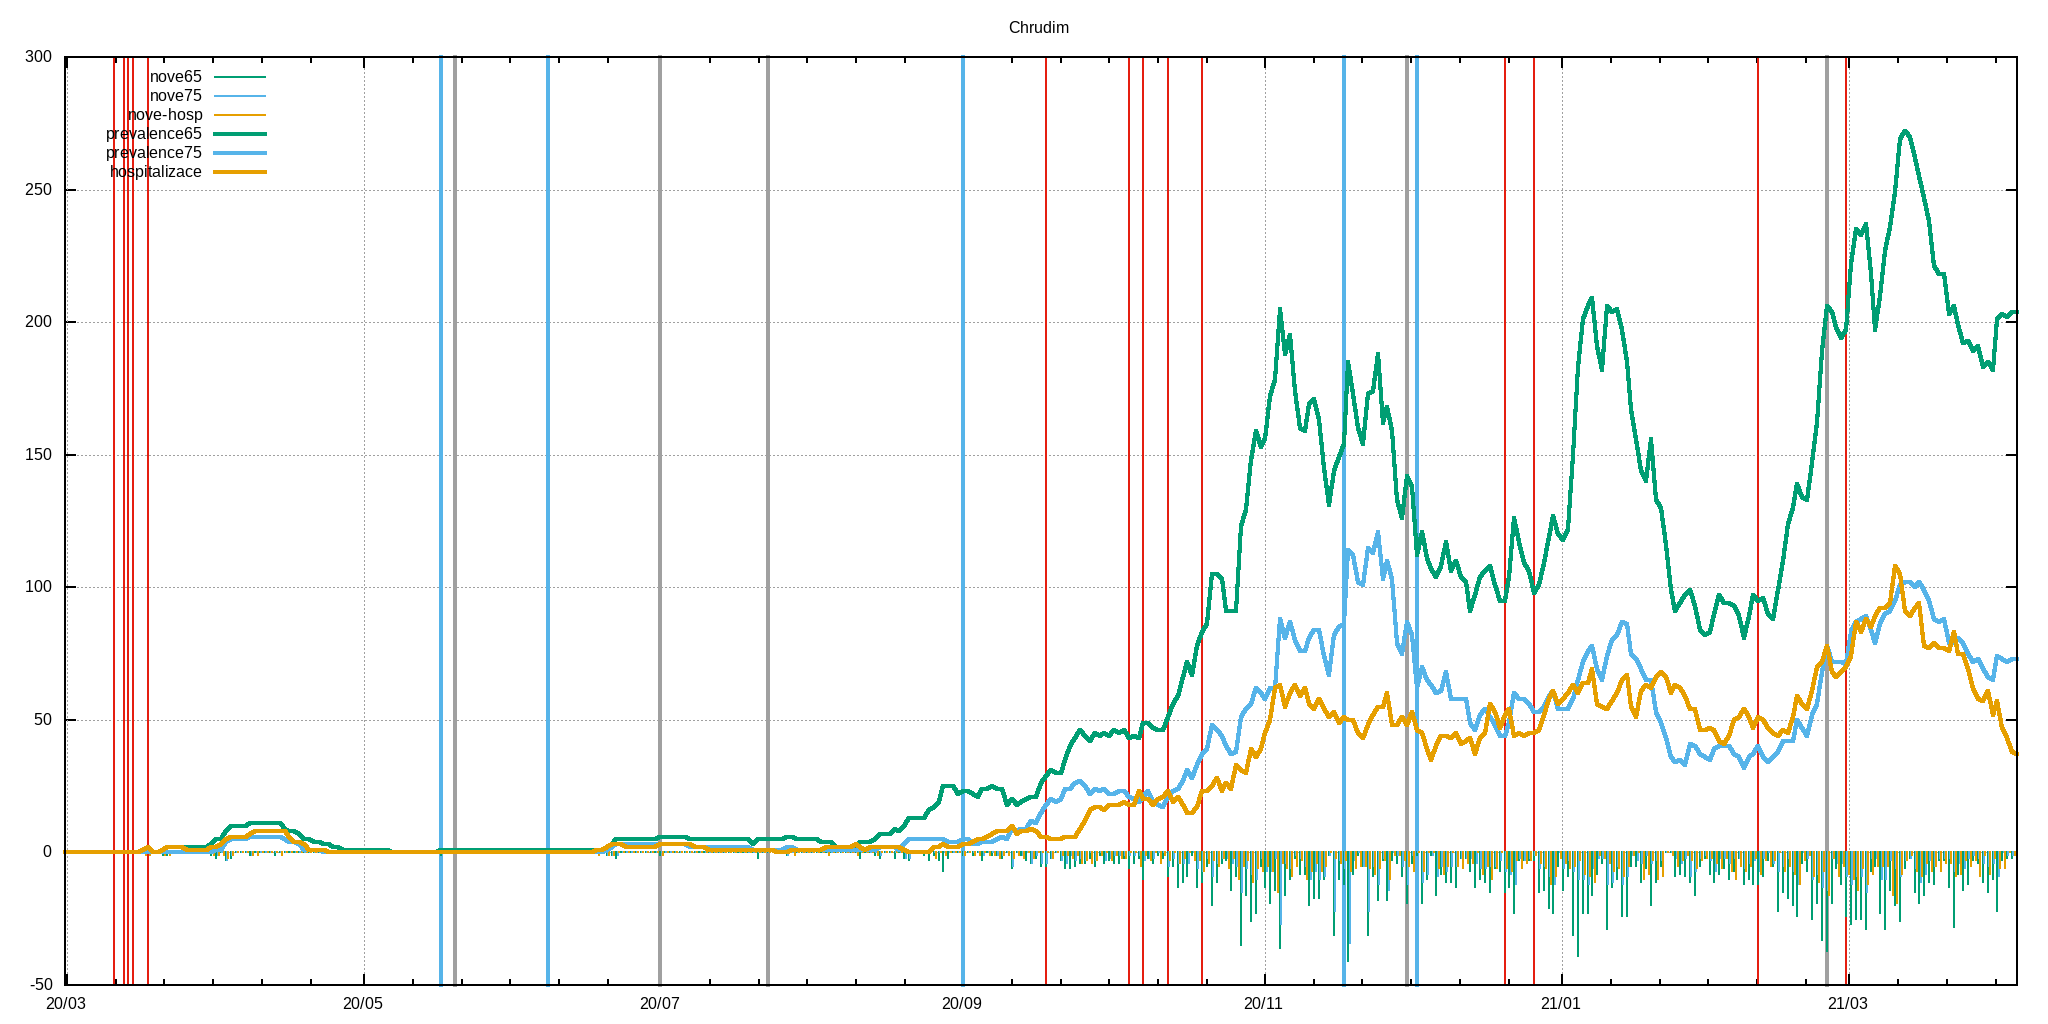 Chrudim
300
250
200
150
100
50
0
-50
nove65
nove75
nove-hosp
prevalence65
prevalence75
hospitalizace
20/03 20/05 20/07 20/09 20/11 21/01 21/03